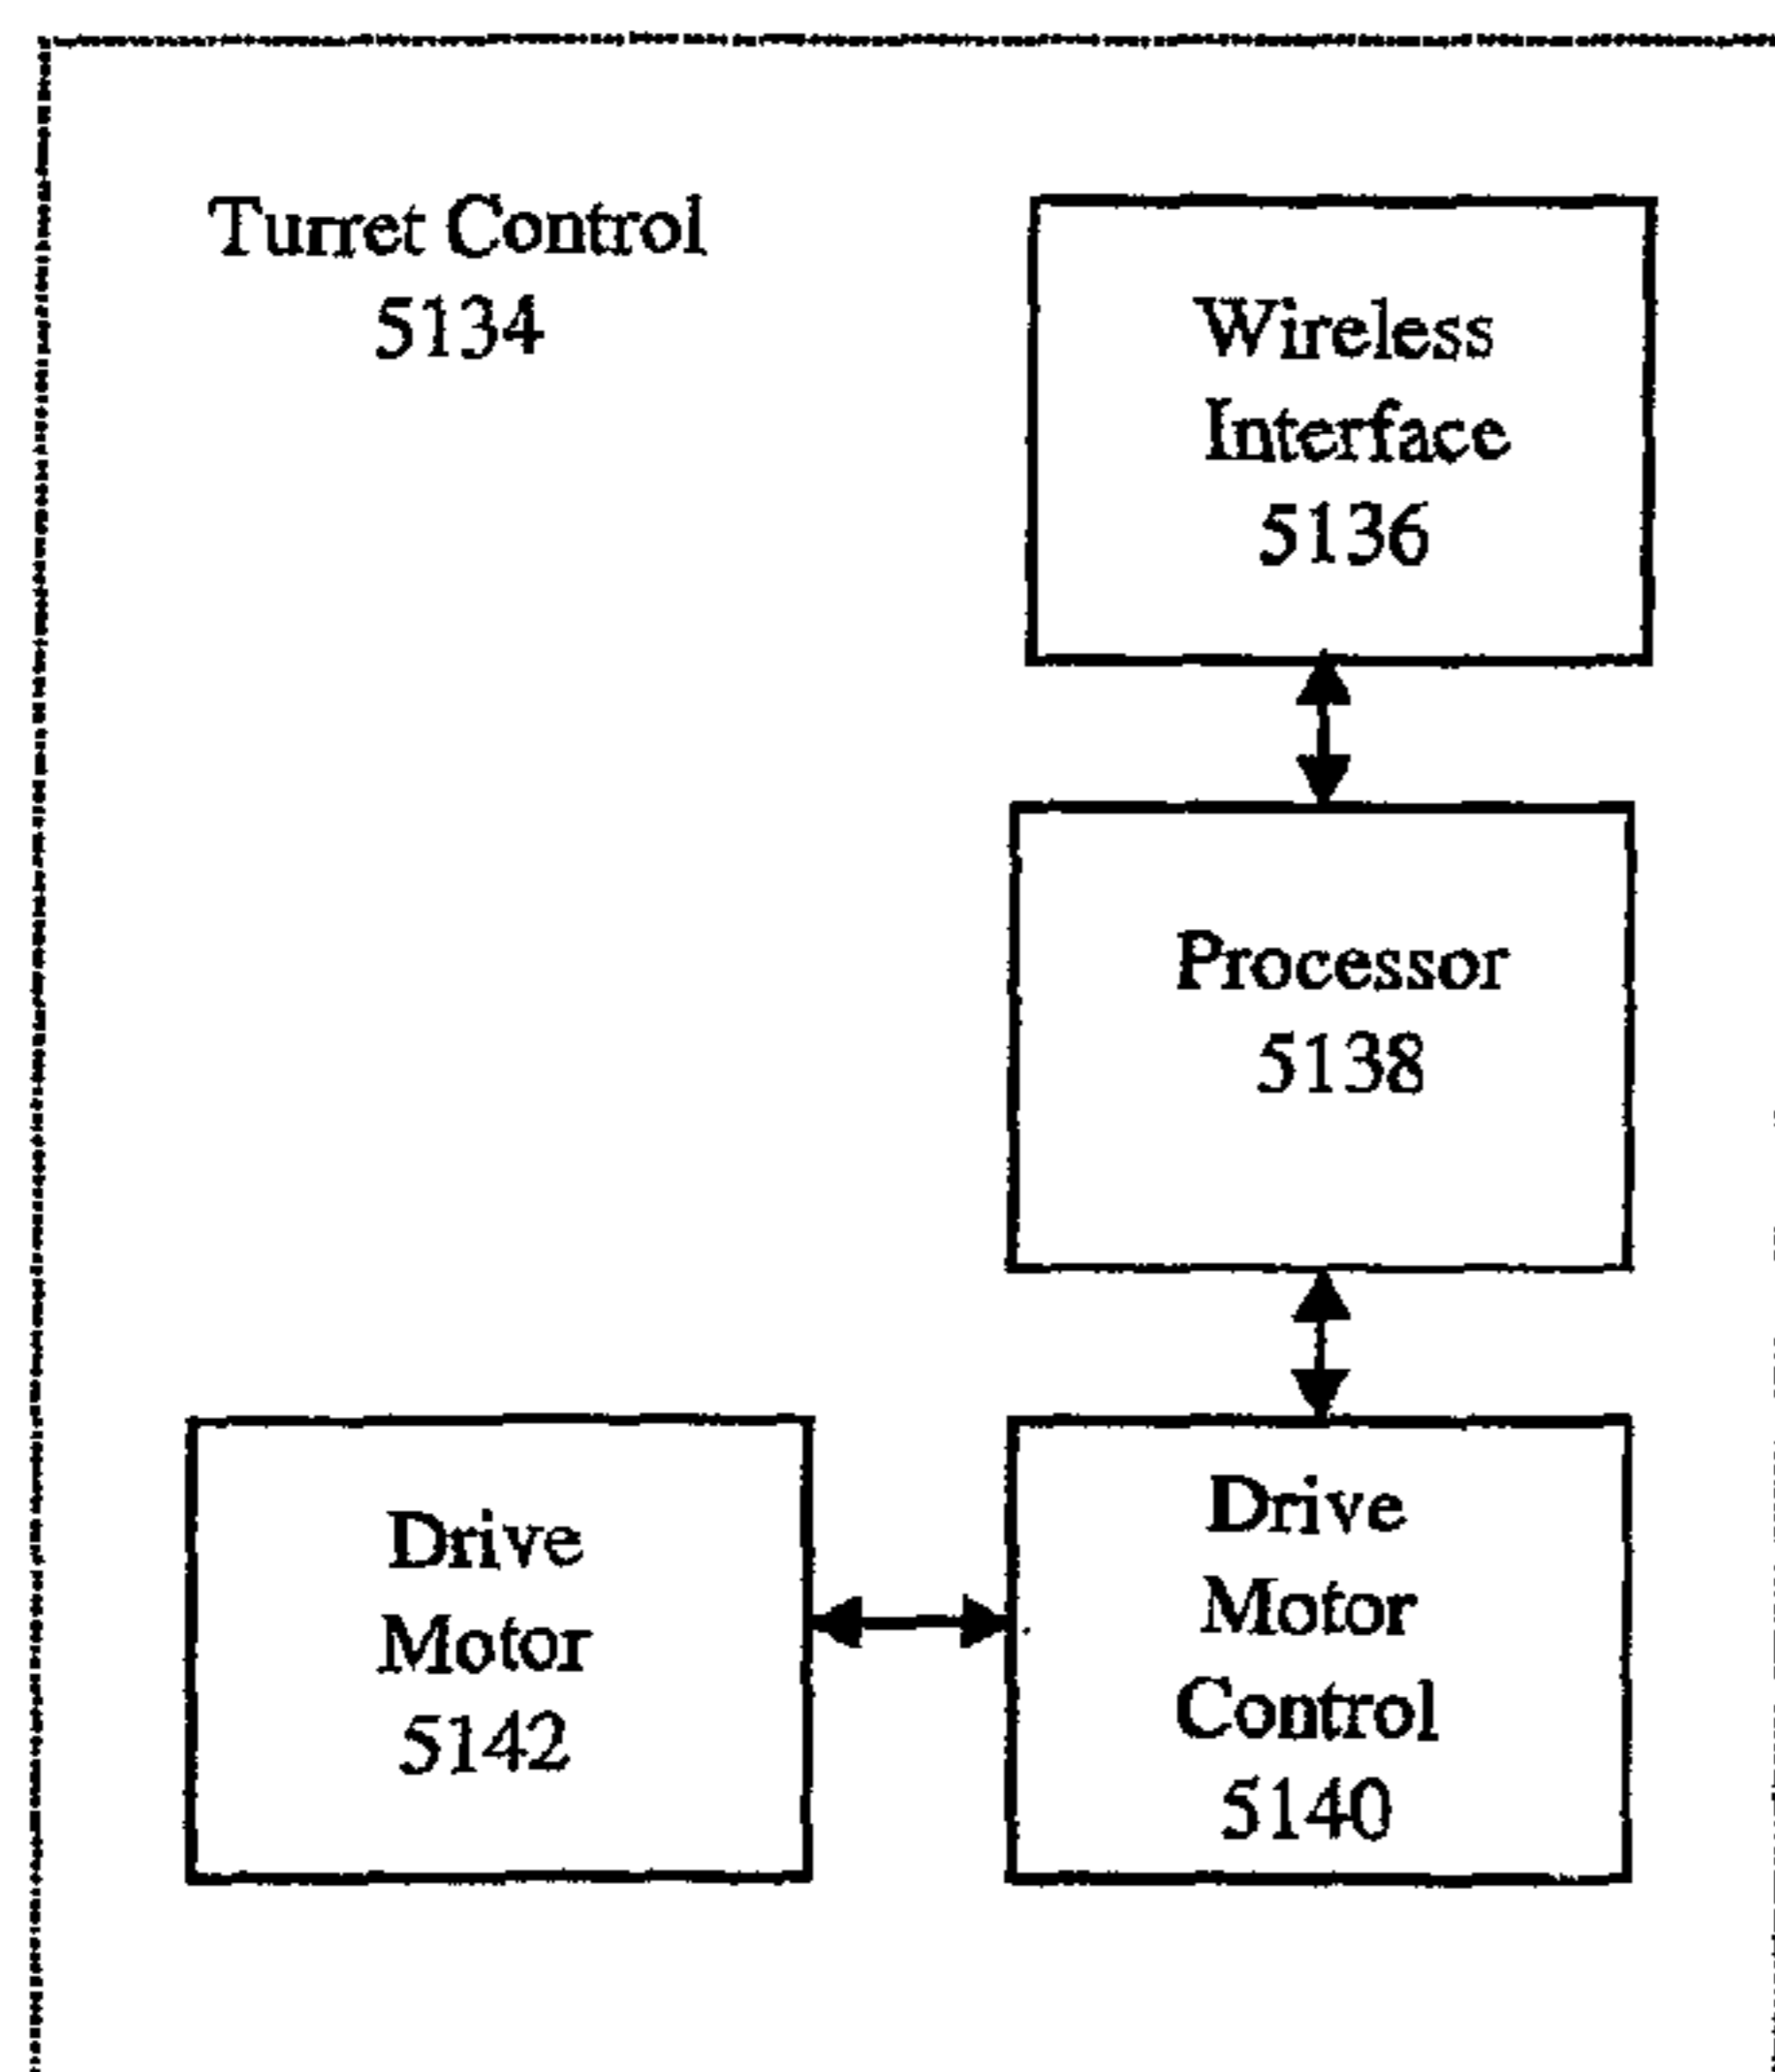 Turret Control
5134
Wireless
Interface
5136
Processor
5138
Drive
Motor
5142
Drive
Motor
Control
5140